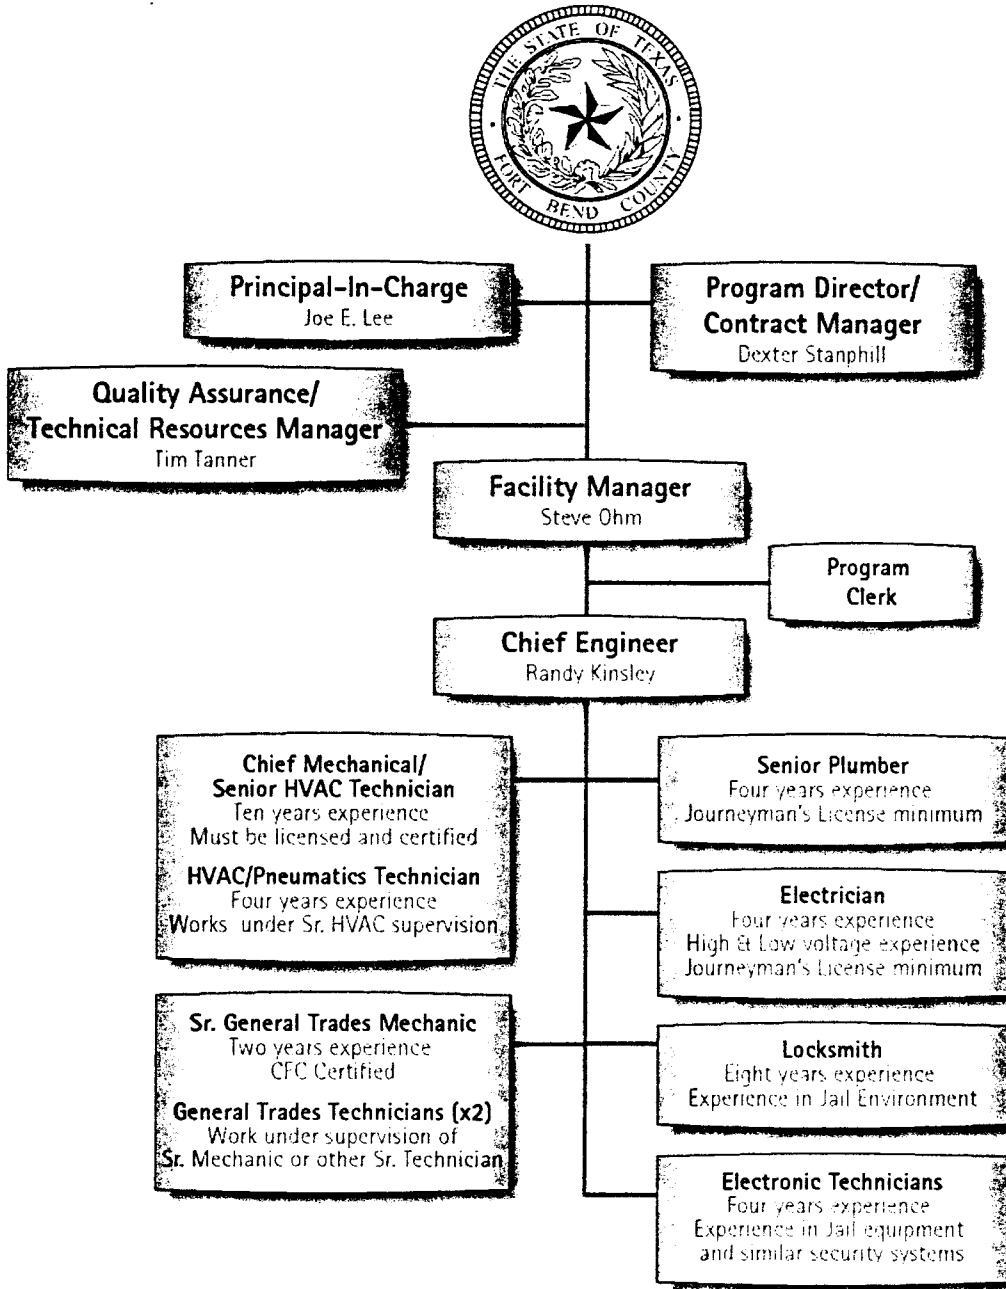 THE STATE OF TEXAS
FORT BEND COUNTY
Principal-In-Charge
Joe E. Lee
Program Director/
Contract Manager
Dexter Stanphill
Quality Assurance/
Technical Resources Manager
Tim Tanner
Facility Manager
Steve Ohm
Program
Clerk
Chief Engineer
Randy Kinsley
Chief Mechanical/
Senior HVAC Technician
Ten years experience
Must be licensed and certified
HVAC/Pneumatics Technician
Four years experience
Works under Sr. HVAC supervision
Senior Plumber
Four years experience
Journeyman's License minimum
Electrician
Four years experience
High & Low voltage experience
Journeyman's License minimum
Sr. General Trades Mechanic
Two years experience
CFC Certified
General Trades Technicians (x2)
Work under supervision of
Sr. Mechanic or other Sr. Technician
Locksmith
Eight years experience
Experience in Jail Environment
Electronic Technicians
Four years experience
Experience in Jail equipment
and similar security systems